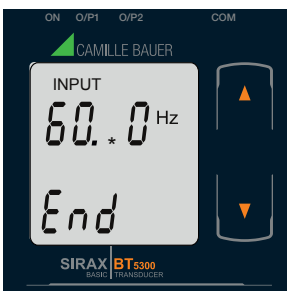 ON O/P1 O/P2 COM
CAMILLE BAUER
INPUT
60.*0 Hz
End
SIRAX BT5300
BASIC TRANSDUCER